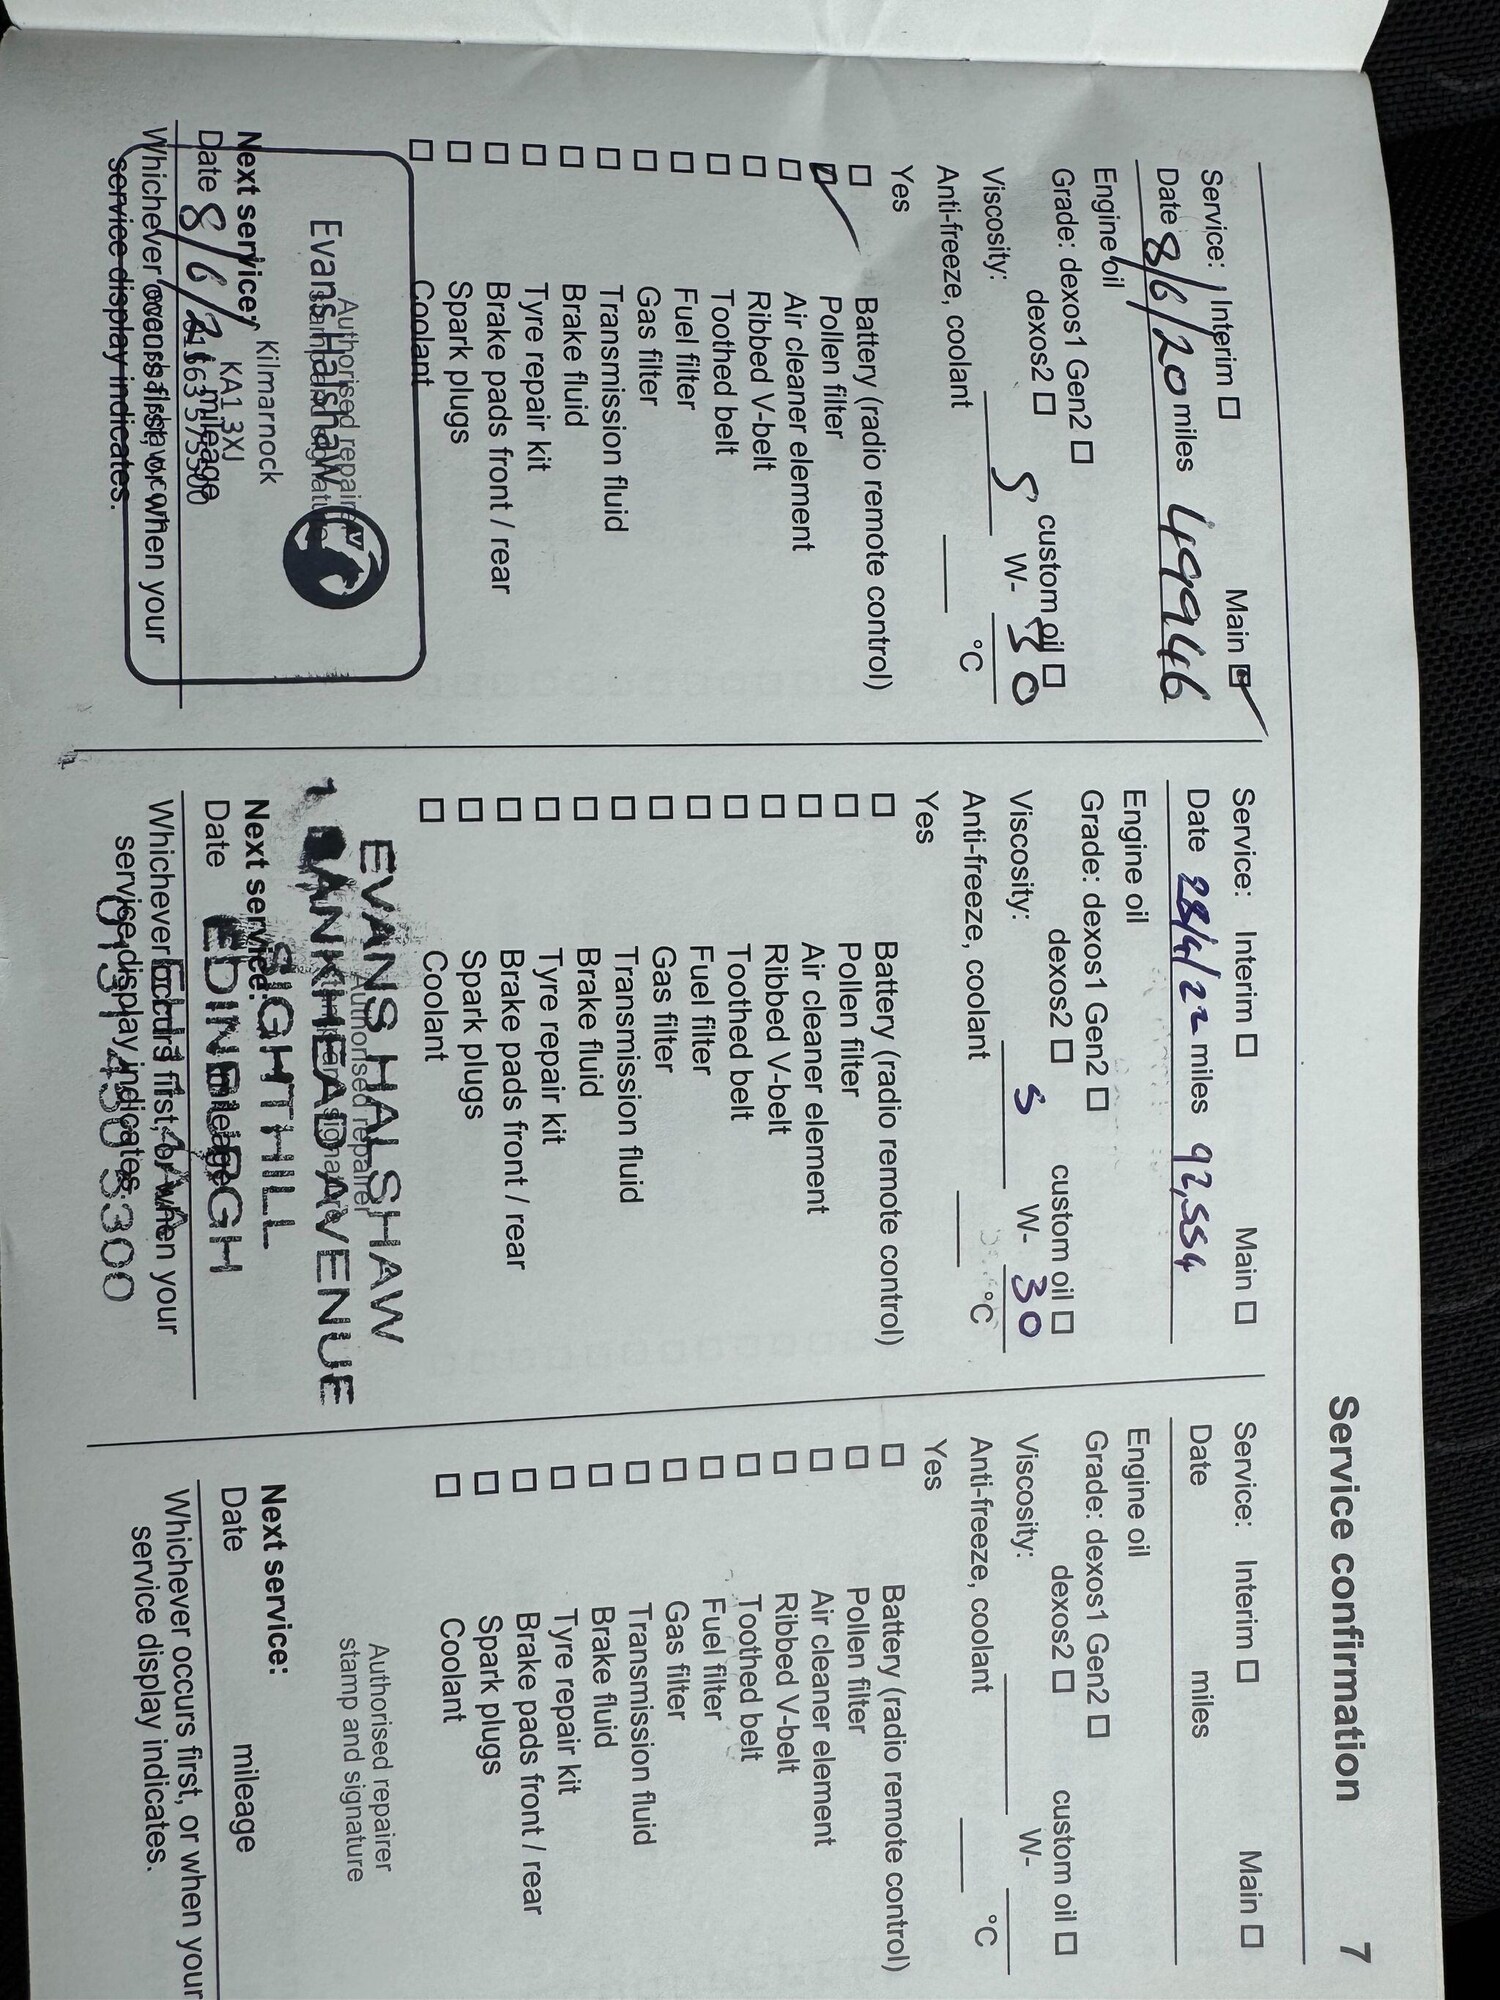 Service confirmation 7
Service: Interim ☐ Main ☑
Date 8/6/20 miles 49946
Engine oil
Grade: dexos1 Gen2 ☐
dexos2 ☐ custom oil ☐
Viscosity: 5 W- 30
Anti-freeze, coolant °C
Yes
☐ Battery (radio remote control)
☑ Pollen filter
☐ Air cleaner element
☐ Ribbed V-belt
☐ Toothed belt
☐ Fuel filter
☐ Gas filter
☐ Transmission fluid
☐ Brake fluid
☐ Tyre repair kit
☐ Brake pads front / rear
☐ Spark plugs
☐ Coolant
Authorised repairer
Evans Halshaw
Kilmarnock
KA1 3XJ
Next service:
Date 8/6/21 mileage
Whichever occurs first, or when your
service display indicates.
Service: Interim ☐ Main ☐
Date 28/4/22 miles 92,554
Engine oil
Grade: dexos1 Gen2 ☐
dexos2 ☐ custom oil ☐
Viscosity: 5 W- 30
Anti-freeze, coolant °C
Yes
☐ Battery (radio remote control)
☐ Pollen filter
☐ Air cleaner element
☐ Ribbed V-belt
☐ Toothed belt
☐ Fuel filter
☐ Gas filter
☐ Transmission fluid
☐ Brake fluid
☐ Tyre repair kit
☐ Brake pads front / rear
☐ Spark plugs
☐ Coolant
Authorised repairer
EVANS HALSHAW
BANKHEAD AVENUE
SIGHTHILL
EDINBURGH
Next service:
Date mileage
Whichever occurs first, or when your
service display indicates.
Service: Interim ☐ Main ☐
Date miles
Engine oil
Grade: dexos1 Gen2 ☐
dexos2 ☐ custom oil ☐
Viscosity: W-
Anti-freeze, coolant °C
Yes
☐ Battery (radio remote control)
☐ Pollen filter
☐ Air cleaner element
☐ Ribbed V-belt
☐ Toothed belt
☐ Fuel filter
☐ Gas filter
☐ Transmission fluid
☐ Brake fluid
☐ Tyre repair kit
☐ Brake pads front / rear
☐ Spark plugs
☐ Coolant
Authorised repairer
stamp and signature
Next service:
Date mileage
Whichever occurs first, or when your
service display indicates.